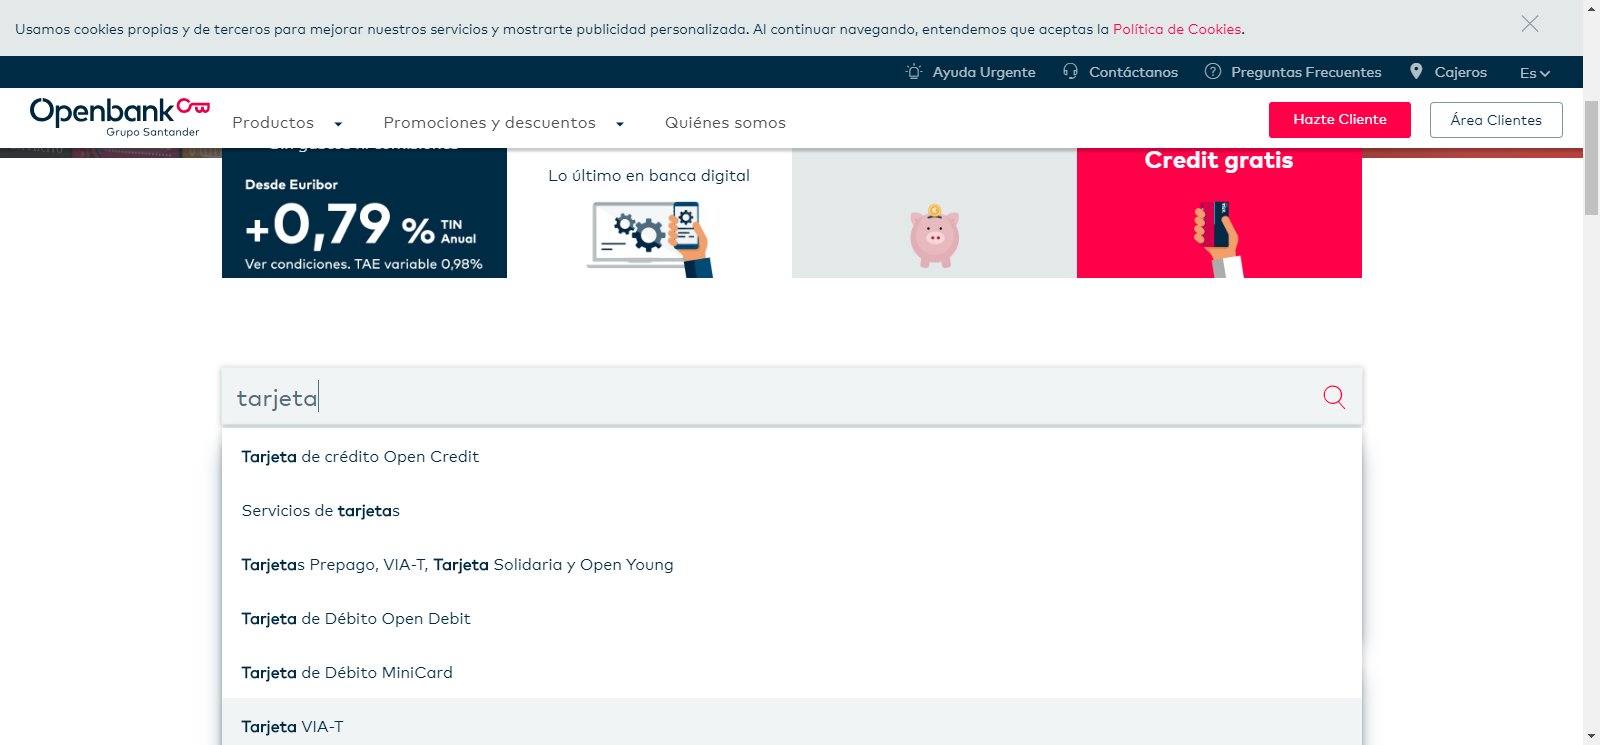 Usamos cookies propias y de terceros para mejorar nuestros servicios y mostrarte publicidad personalizada. Al continuar navegando, entendemos que aceptas la Política de Cookies.
Ayuda Urgente Contáctanos Preguntas Frecuentes Cajeros Es
Openbank
Grupo Santander
Productos Promociones y descuentos Quiénes somos Hazte Cliente Área Clientes
Credit gratis
Lo último en banca digital
Desde Euribor
+0,79 % TIN Anual
Ver condiciones. TAE variable 0,98%
tarjeta
Tarjeta de crédito Open Credit
Servicios de tarjetas
Tarjetas Prepago, VIA-T, Tarjeta Solidaria y Open Young
Tarjeta de Débito Open Debit
Tarjeta de Débito MiniCard
Tarjeta VIA-T